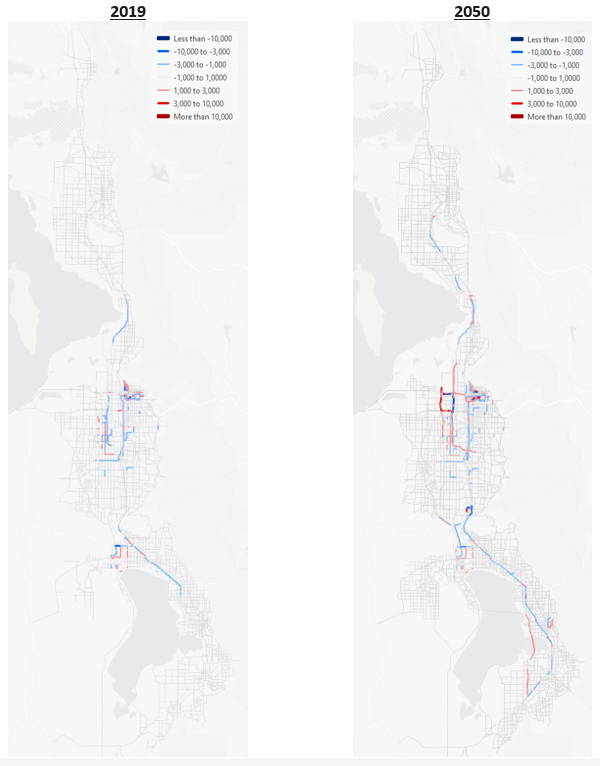 2019
2050
Less than -10,000
-10,000 to -3,000
-3,000 to -1,000
-1,000 to 1,0000
1,000 to 3,000
3,000 to 10,000
More than 10,000
Less than -10,000
-10,000 to -3,000
-3,000 to -1,000
-1,000 to 1,0000
1,000 to 3,000
3,000 to 10,000
More than 10,000